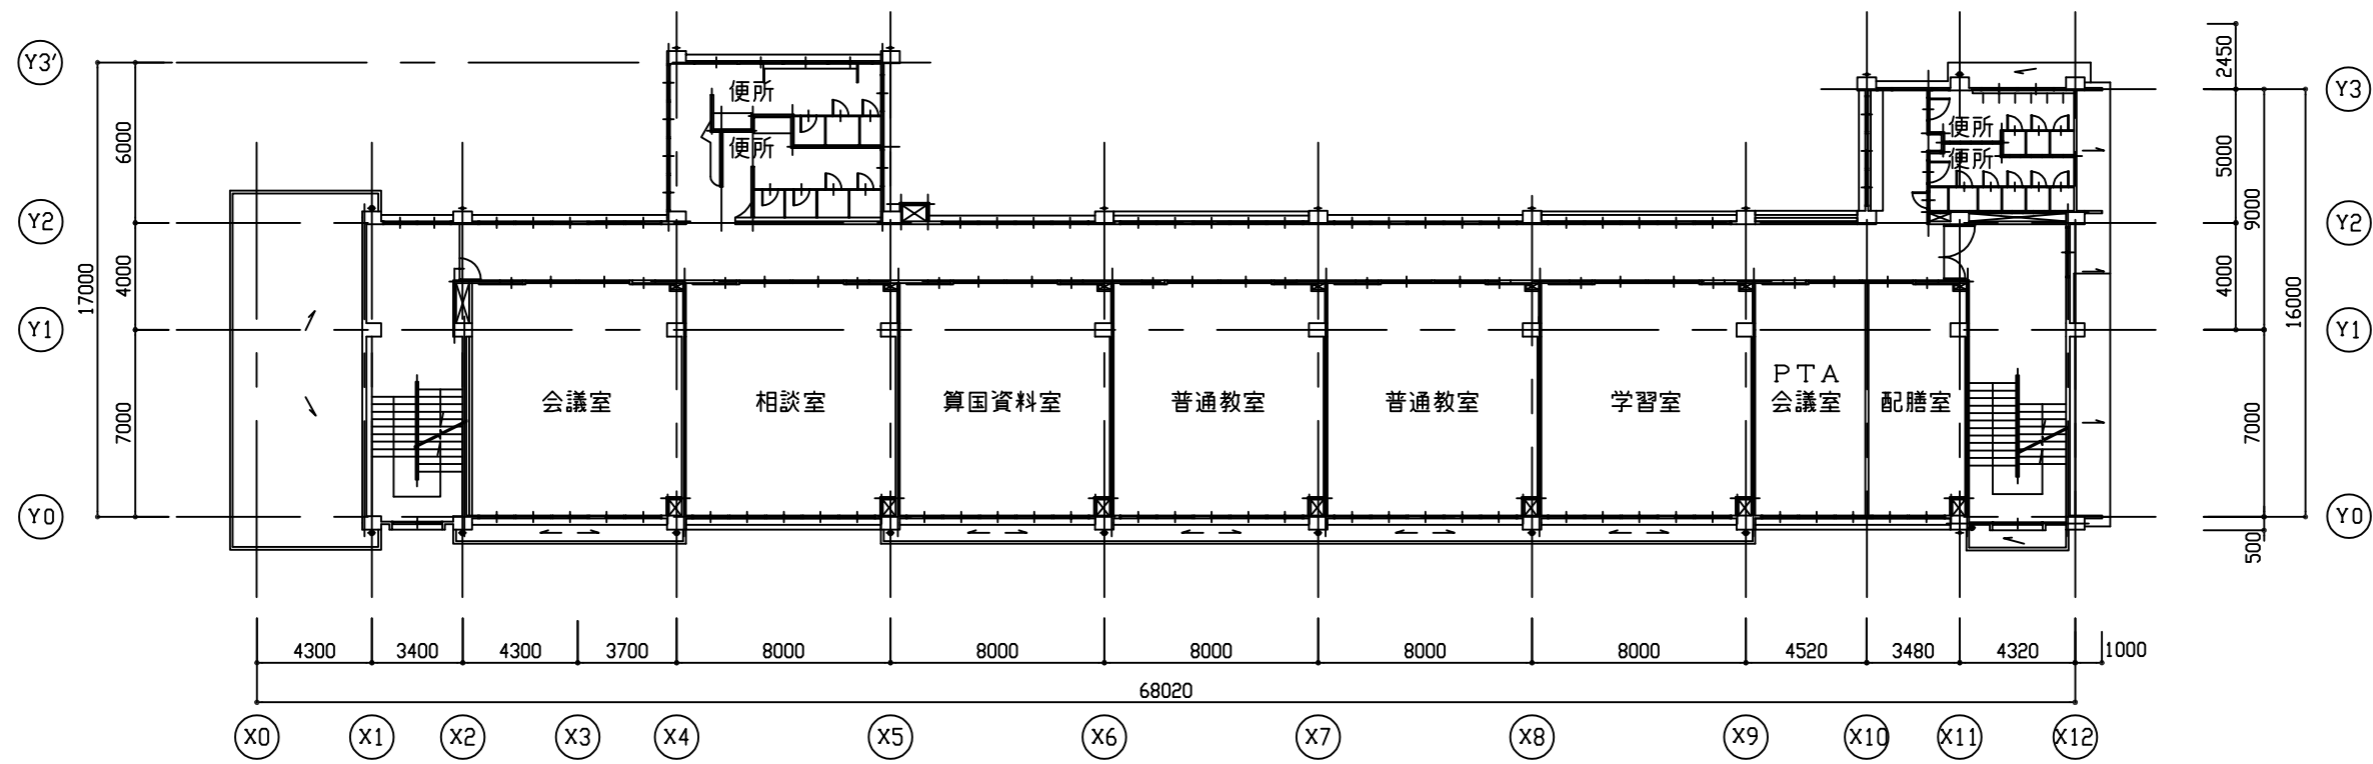 Y3'
2450
Y3
便所
便所
便所
便所
6000
5000
9000
Y2
Y2
17000
4000
4000
16000
Y1
Y1
PTA
会議室
相談室
算国資料室
普通教室
普通教室
学習室
会議室
配膳室
7000
7000
Y0
Y0
500
4300
3400
4300
3700
8000
8000
8000
8000
8000
4520
3480
4320
1000
68020
X0
X1
X2
X3
X4
X5
X6
X7
X8
X9
X10
X11
X12